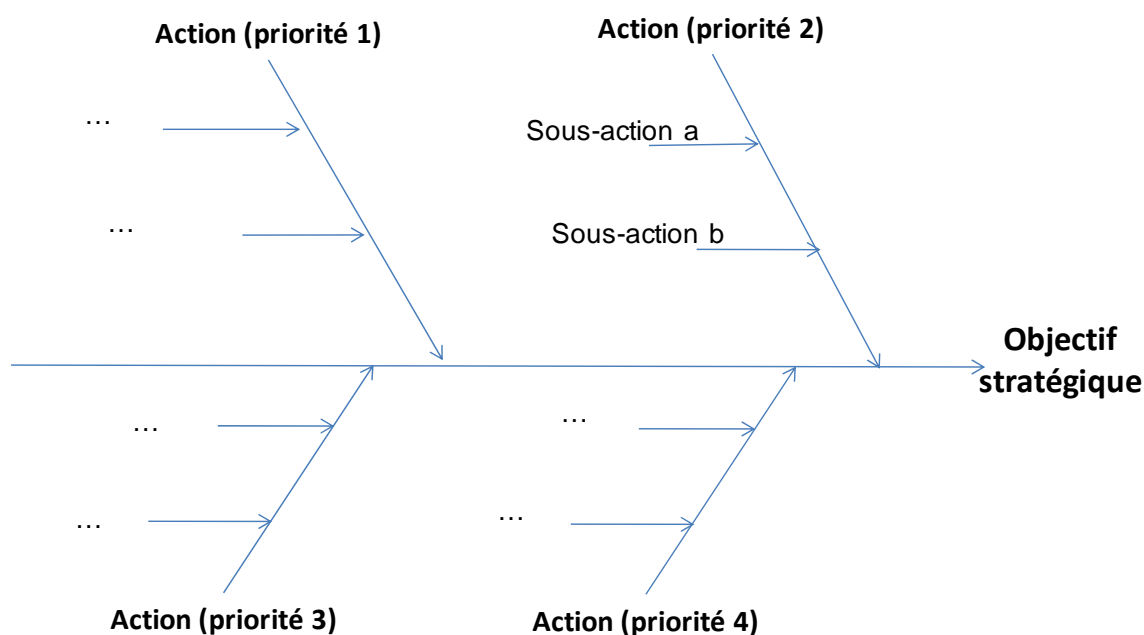 Action (priorité 1)
Action (priorité 2)
…
Sous-action a
…
Sous-action b
Objectif
stratégique
…
…
…
…
Action (priorité 3)
Action (priorité 4)